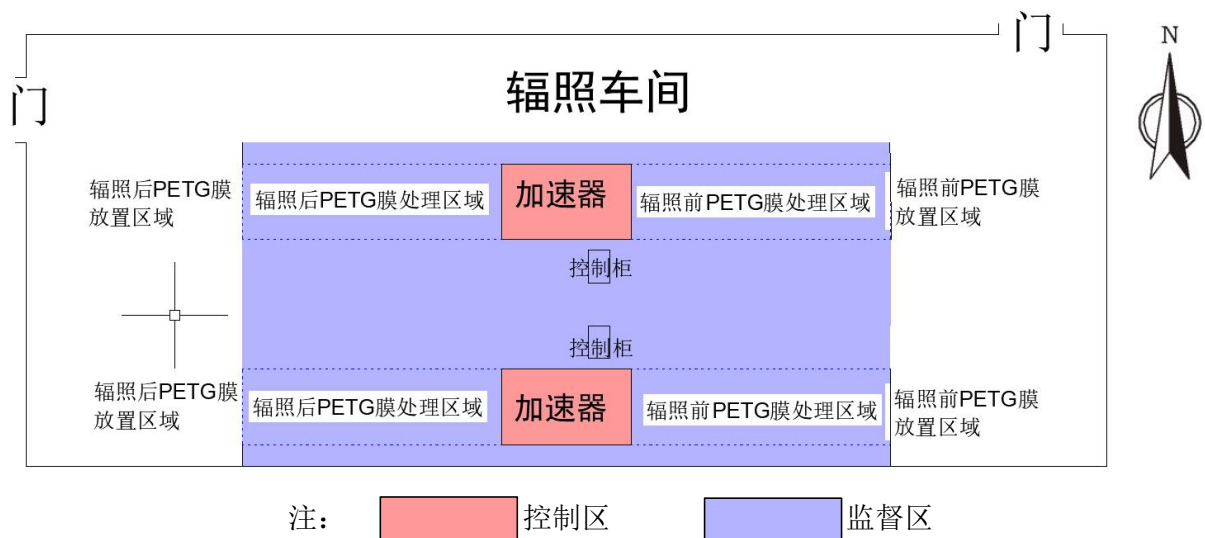 门
N
门
辐照车间
辐照后PETG膜
放置区域
辐照后PETG膜处理区域
加速器
辐照前PETG膜处理区域
辐照前PETG膜
放置区域
控制柜
控制柜
辐照后PETG膜
放置区域
辐照后PETG膜处理区域
加速器
辐照前PETG膜处理区域
辐照前PETG膜
放置区域
注：
控制区
监督区